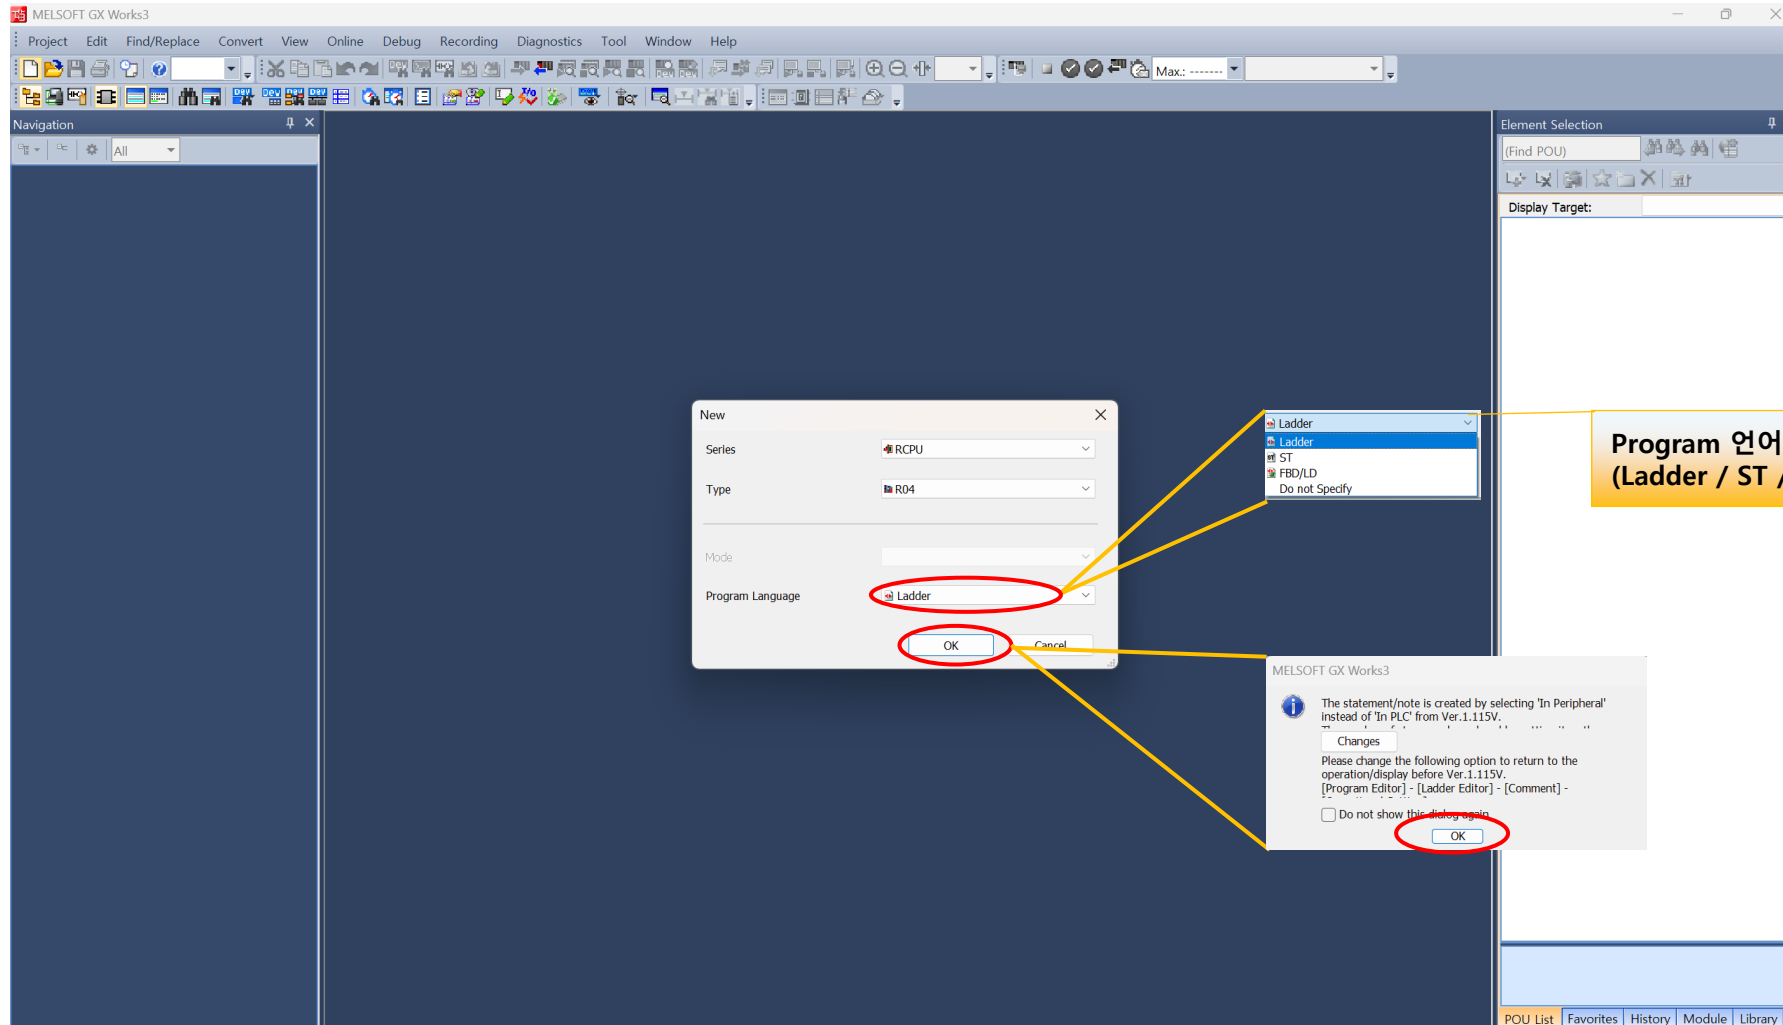 MELSOFT GX Works3
Project Edit Find/Replace Convert View Online Debug Recording Diagnostics Tool Window Help
Max.: -------
Navigation
All
Element Selection
(Find POU)
Display Target:
New
Series RCPU
Type R04
Mode
Program Language Ladder
OK Cancel
Ladder
Ladder
ST
FBD/LD
Do not Specify
Program 언어
(Ladder / ST /
MELSOFT GX Works3
The statement/note is created by selecting 'In Peripheral'
instead of 'In PLC' from Ver.1.115V.
Changes
Please change the following option to return to the
operation/display before Ver.1.115V.
[Program Editor] - [Ladder Editor] - [Comment] -
Do not show this dialog again
OK
POU List Favorites History Module Library